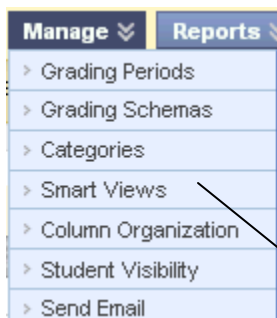 Manage Reports
Grading Periods
Grading Schemas
Categories
Smart Views
Column Organization
Student Visibility
Send Email